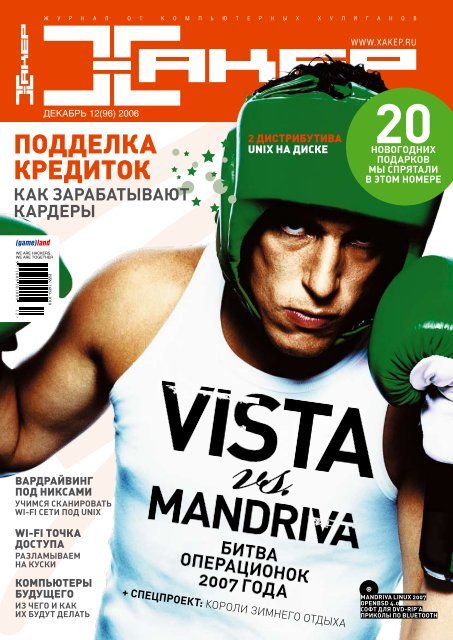 ЖУРНАЛ ОТ КОМПЬЮТЕРНЫХ ХУЛИГАНОВ
WWW.XAKEP.RU
ХАКЕР
ХАКЕР
ДЕКАБРЬ 12(96) 2006
ПОДДЕЛКА
КРЕДИТОК
КАК ЗАРАБАТЫВАЮТ
КАРДЕРЫ
2 ДИСТРИБУТИВА
UNIX НА ДИСКЕ
20
НОВОГОДНИХ
ПОДАРКОВ
МЫ СПРЯТАЛИ
В ЭТОМ НОМЕРЕ
(game)land
WE ARE HACKERS.
WE ARE TOGETHER
VISTA
vs.
MANDRIVA
БИТВА
ОПЕРАЦИОНОК
2007 ГОДА
+ СПЕЦПРОЕКТ: КОРОЛИ ЗИМНЕГО ОТДЫХА
ВАРДРАЙВИНГ
ПОД НИКСАМИ
УЧИМСЯ СКАНИРОВАТЬ
WI-FI СЕТИ ПОД UNIX
WI-FI ТОЧКА
ДОСТУПА
РАЗЛАМЫВАЕМ
НА КУСКИ
КОМПЬЮТЕРЫ
БУДУЩЕГО
ИЗ ЧЕГО И КАК
ИХ БУДУТ ДЕЛАТЬ
MANDRIVA LINUX 2007
OPENBSD 4.0
СОФТ ДЛЯ DVD-RIP'А
ПРИКОЛЫ ПО BLUETOOTH